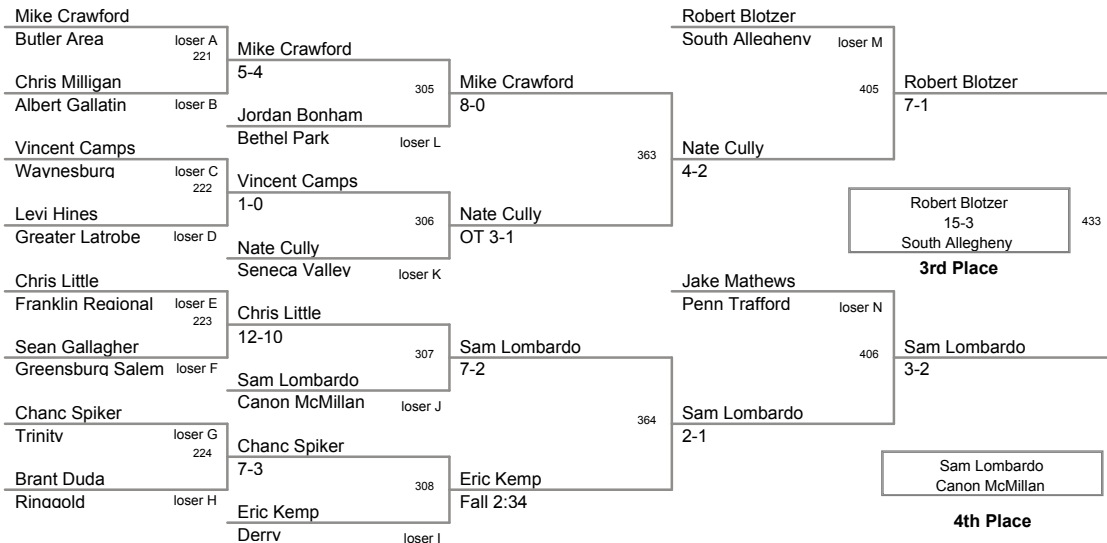 Mike Crawford
Butler Area loser A
221
Chris Milligan
Albert Gallatin loser B
Vincent Camps
Waynesburg loser C
222
Levi Hines
Greater Latrobe loser D
Chris Little
Franklin Regional loser E
223
Sean Gallagher
Greensburg Salem loser F
Chanc Spiker
Trinity loser G
224
Brant Duda
Ringgold loser H
Mike Crawford
5-4
305
Jordan Bonham
Bethel Park loser L
Vincent Camps
1-0
306
Nate Cully
Seneca Valley loser K
Chris Little
12-10
307
Sam Lombardo
Canon McMillan loser J
Chanc Spiker
7-3
308
Eric Kemp
Derry loser I
Mike Crawford
8-0
363
Nate Cully
OT 3-1
Sam Lombardo
7-2
364
Eric Kemp
Fall 2:34
Robert Blotzer
South Allegheny loser M
405
Nate Cully
4-2
Jake Mathews
Penn Trafford loser N
406
Sam Lombardo
2-1
Robert Blotzer
7-1
Robert Blotzer
15-3
South Allegheny
433
3rd Place
Sam Lombardo
3-2
Sam Lombardo
Canon McMillan
4th Place